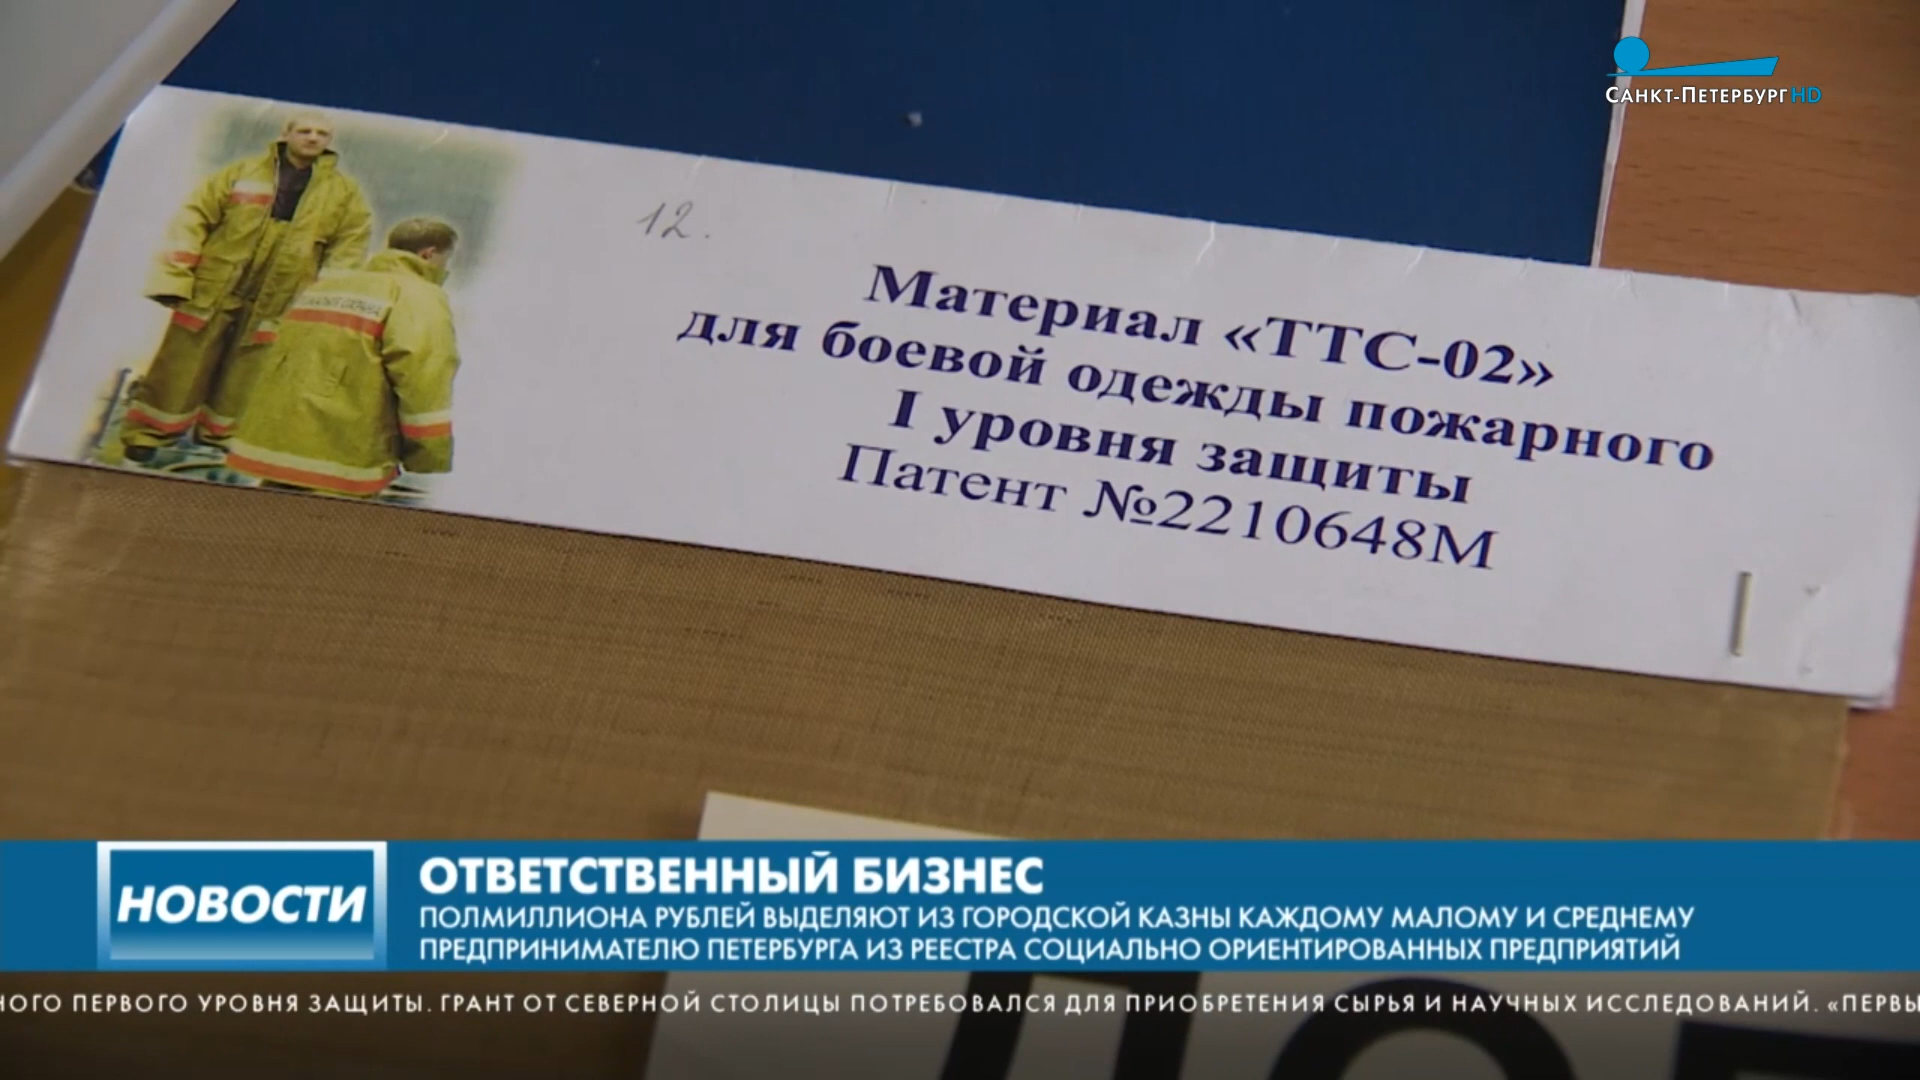 Санкт-Петербург HD
12.
Материал «ТТС-02»
для боевой одежды пожарного
I уровня защиты
Патент №2210648М
НОВОСТИ
ОТВЕТСТВЕННЫЙ БИЗНЕС
ПОЛМИЛЛИОНА РУБЛЕЙ ВЫДЕЛЯЮТ ИЗ ГОРОДСКОЙ КАЗНЫ КАЖДОМУ МАЛОМУ И СРЕДНЕМУ
ПРЕДПРИНИМАТЕЛЮ ПЕТЕРБУРГА ИЗ РЕЕСТРА СОЦИАЛЬНО ОРИЕНТИРОВАННЫХ ПРЕДПРИЯТИЙ
НОГО ПЕРВОГО УРОВНЯ ЗАЩИТЫ. ГРАНТ ОТ СЕВЕРНОЙ СТОЛИЦЫ ПОТРЕБОВАЛСЯ ДЛЯ ПРИОБРЕТЕНИЯ СЫРЬЯ И НАУЧНЫХ ИССЛЕДОВАНИЙ. «ПЕРВЫ